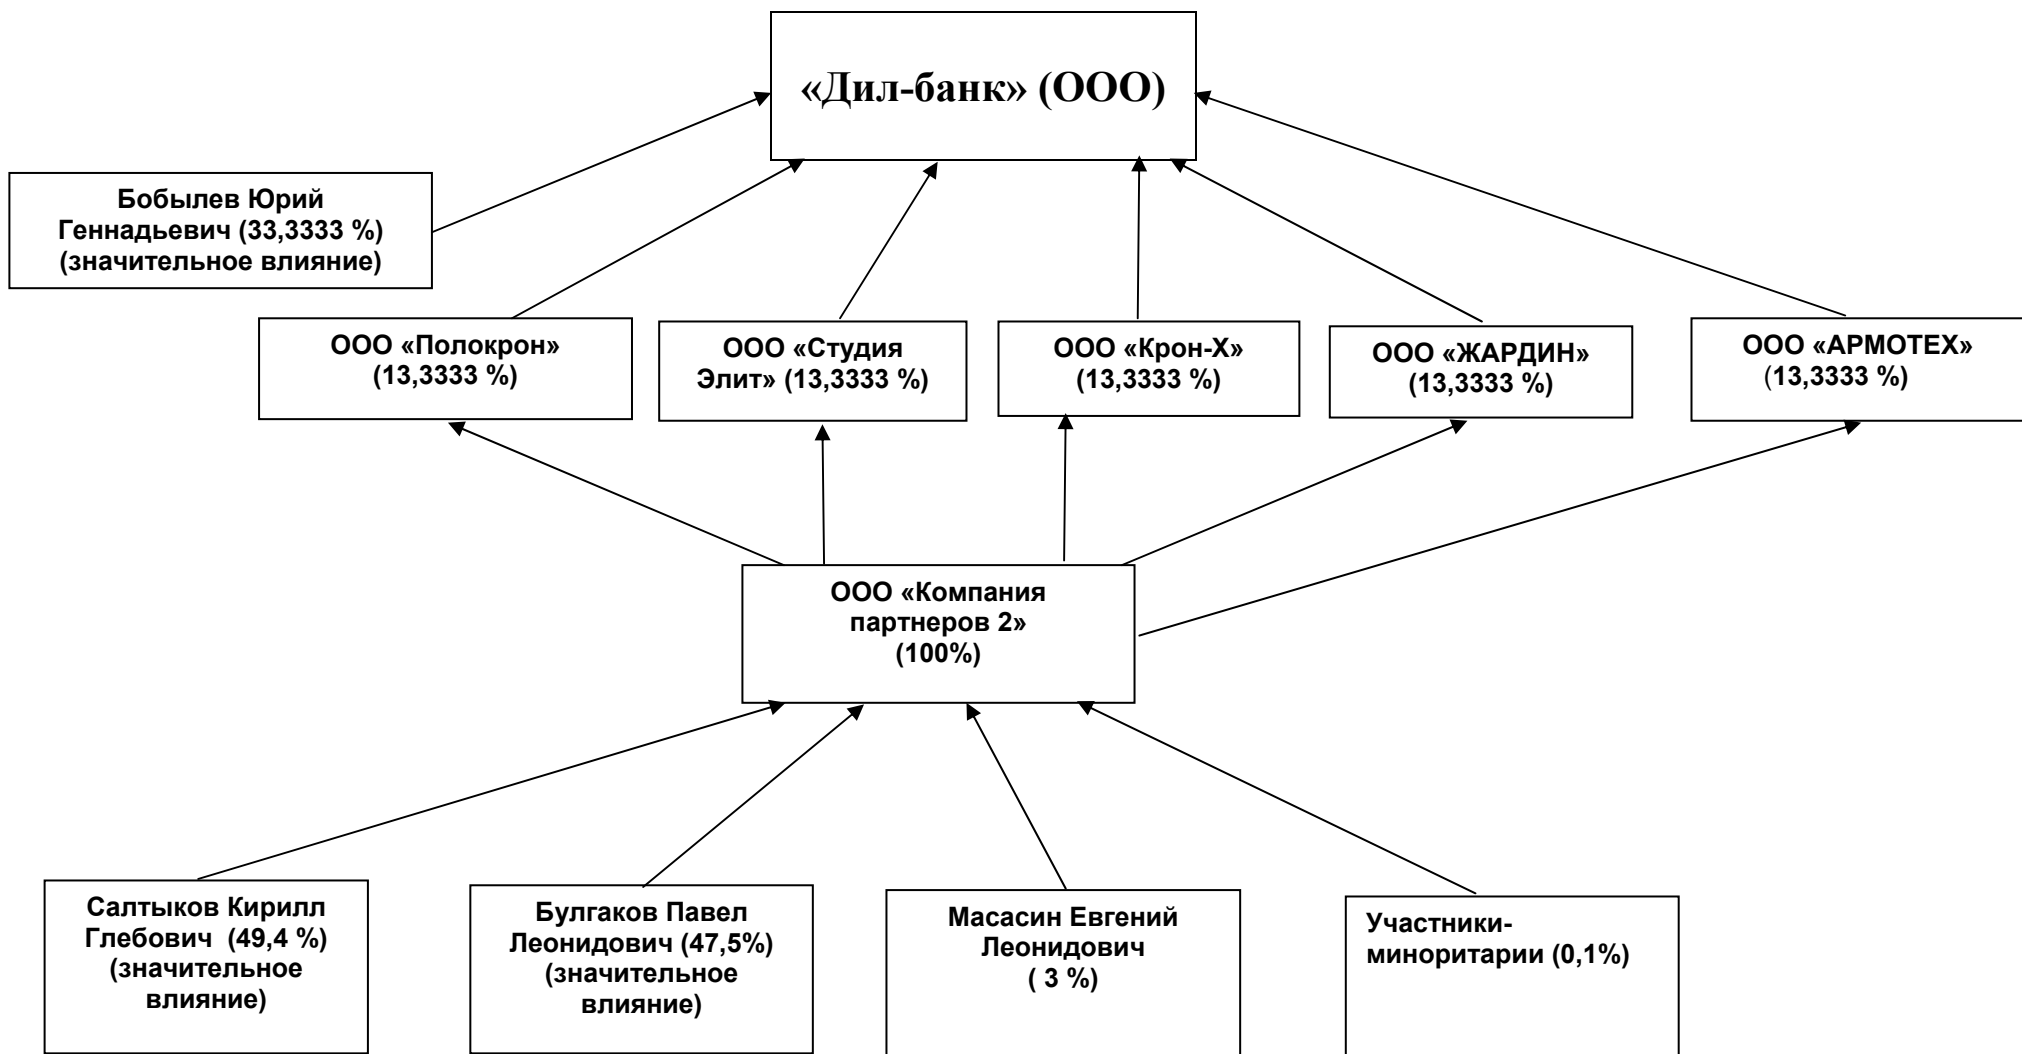 «Дил-банк» (ООО)
Бобылев Юрий
Геннадьевич (33,3333 %)
(значительное влияние)
ООО «Полокрон»
(13,3333 %)
ООО «Студия
Элит» (13,3333 %)
ООО «Крон-Х»
(13,3333 %)
ООО «ЖАРДИН»
(13,3333 %)
ООО «АРМОТЕХ»
(13,3333 %)
ООО «Компания
партнеров 2»
(100%)
Салтыков Кирилл
Глебович (49,4 %)
(значительное
влияние)
Булгаков Павел
Леонидович (47,5%)
(значительное
влияние)
Масасин Евгений
Леонидович
( 3 %)
Участники-
миноритарии (0,1%)